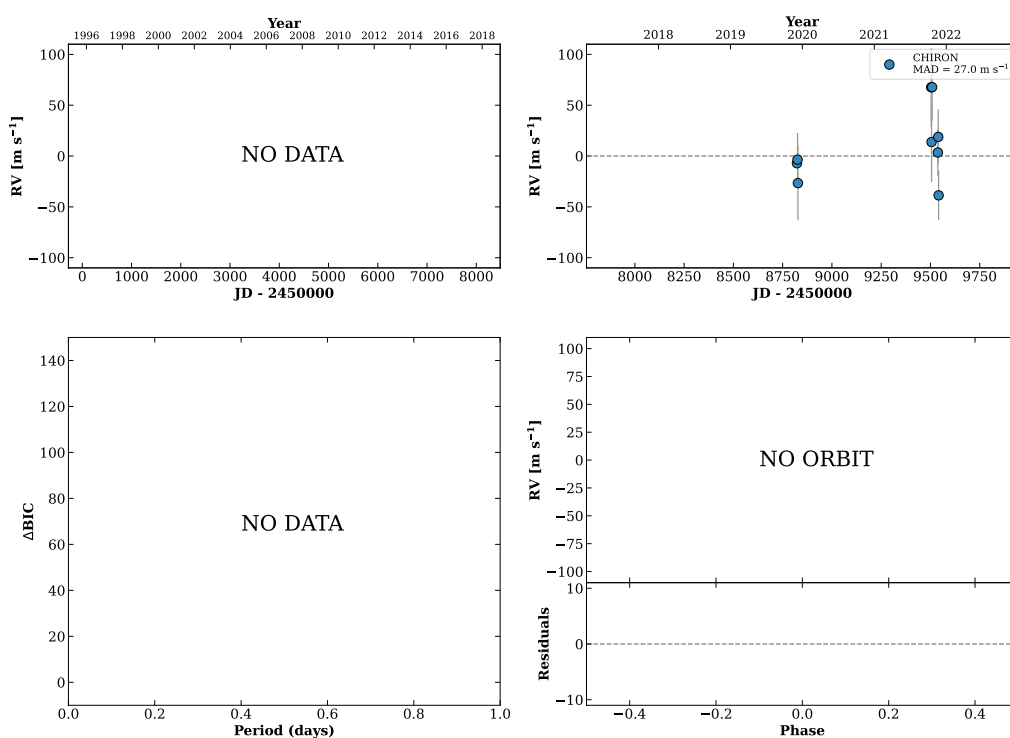 Year
1996 1998 2000 2002 2004 2006 2008 2010 2012 2014 2016 2018
100
50
0
−50
−100
RV [m s⁻¹]
NO DATA
0 1000 2000 3000 4000 5000 6000 7000 8000
JD - 2450000
Year
2018 2019 2020 2021 2022
CHIRON
MAD = 27.0 m s⁻¹
100
50
0
−50
−100
RV [m s⁻¹]
8000 8250 8500 8750 9000 9250 9500 9750
JD - 2450000
140
120
100
80
60
40
20
0
ΔBIC
NO DATA
0.0 0.2 0.4 0.6 0.8 1.0
Period (days)
100
75
50
25
0
−25
−50
−75
−100
RV [m s⁻¹]
NO ORBIT
10
0
−10
Residuals
−0.4 −0.2 0.0 0.2 0.4
Phase